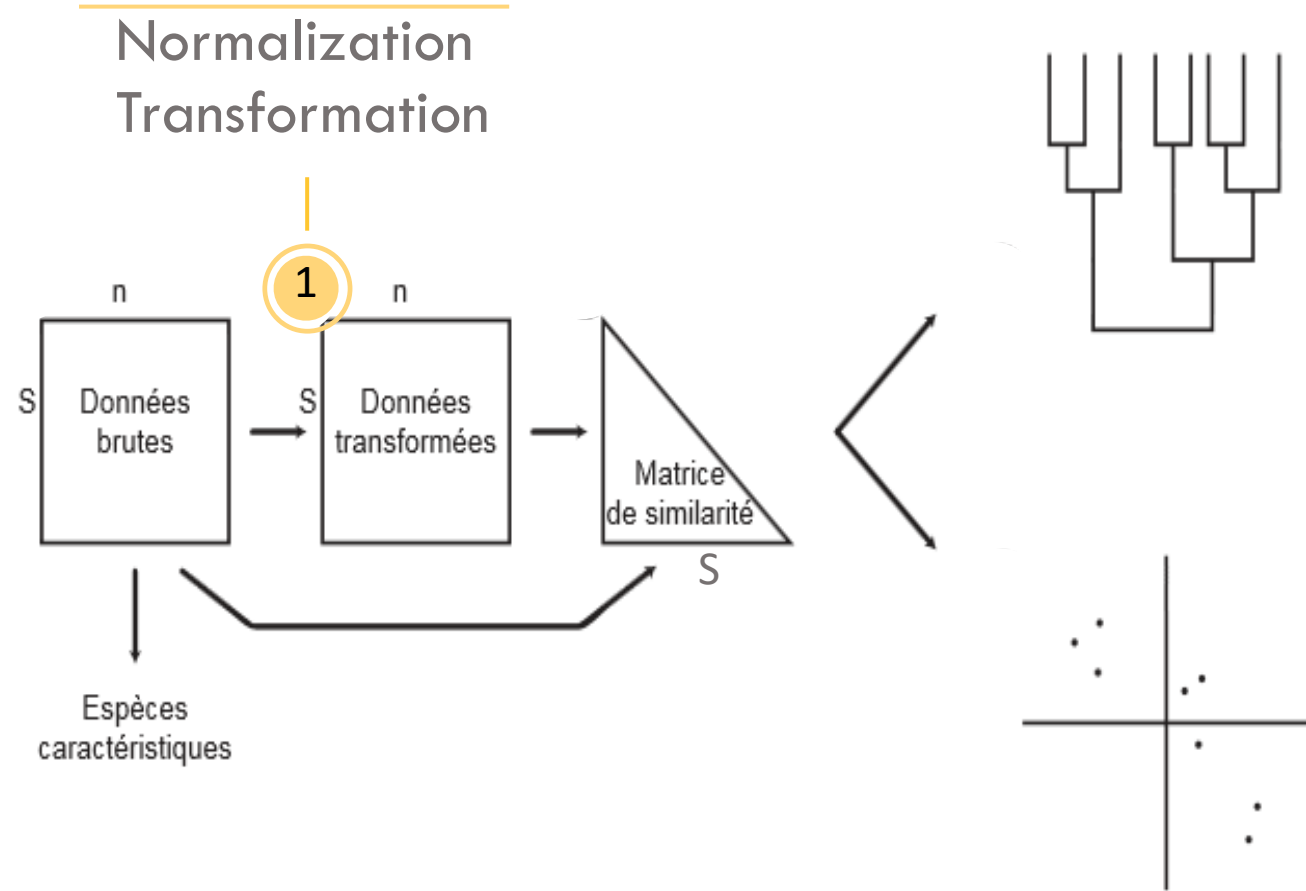 Normalization
Transformation
1
n
n
S
Données
brutes
S
Données
transformées
Matrice
de similarité
S
Espèces
caractéristiques